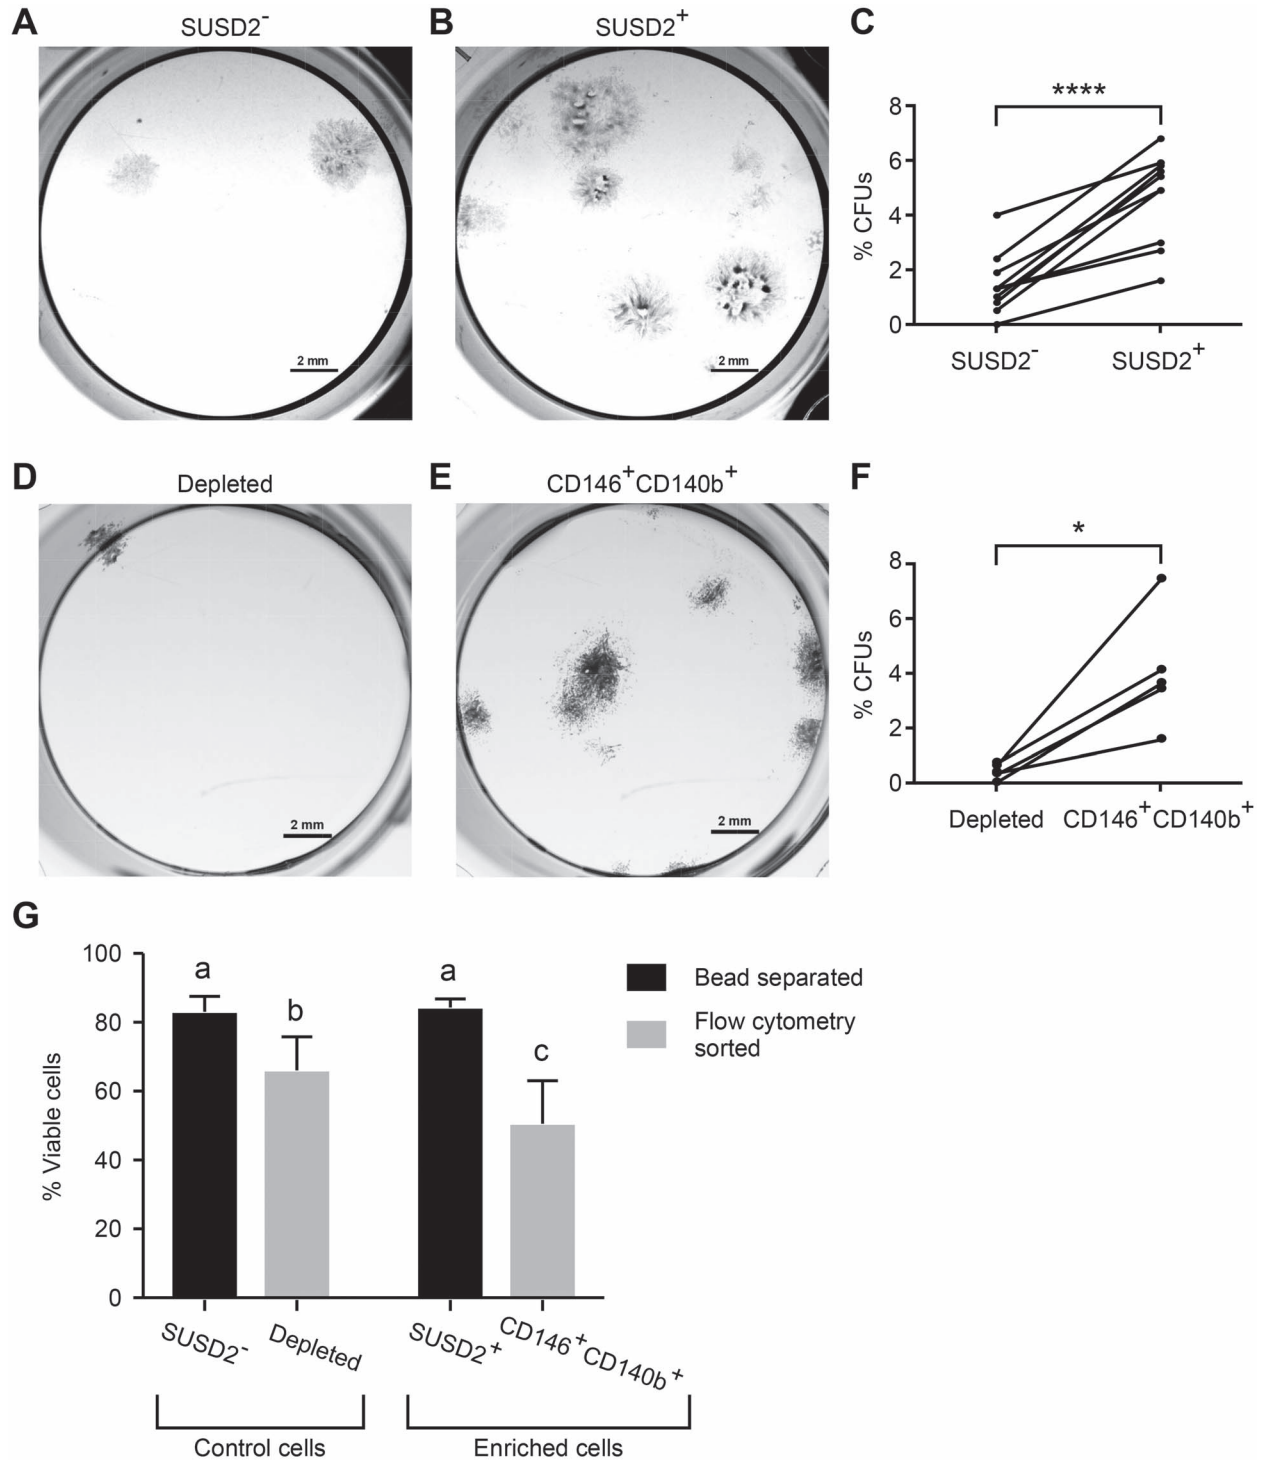 A
SUSD2⁻
2 mm
B
SUSD2⁺
2 mm
C
****
8
6
4
2
0
% CFUs
SUSD2⁻
SUSD2⁺
D
Depleted
2 mm
E
CD146⁺CD140b⁺
2 mm
F
*
8
6
4
2
0
% CFUs
Depleted
CD146⁺CD140b⁺
G
100
80
60
40
20
0
% Viable cells
a
b
a
c
Bead separated
Flow cytometry
sorted
SUSD2⁻
Depleted
SUSD2⁺
CD146⁺CD140b⁺
Control cells
Enriched cells